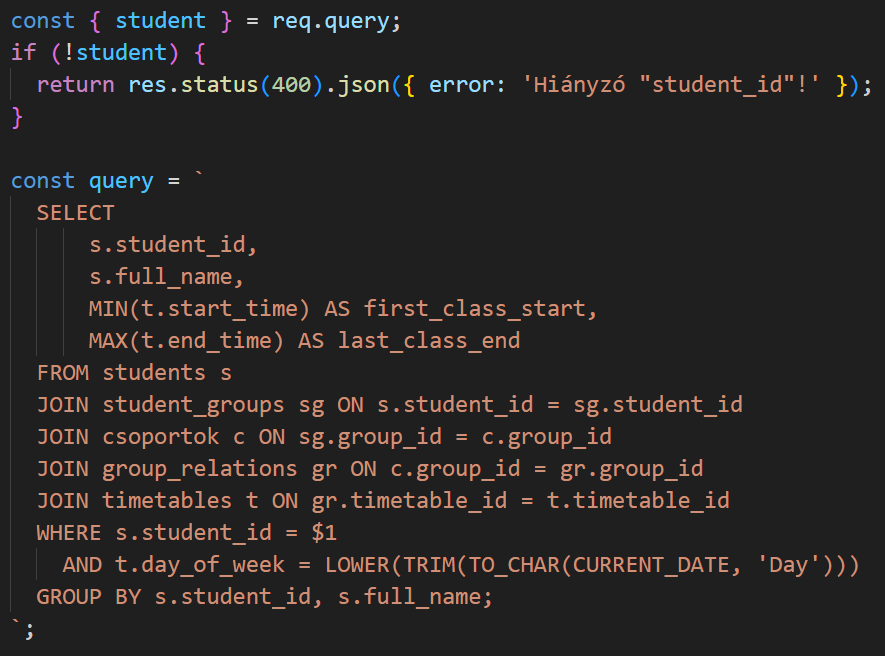 const { student } = req.query;
if (!student) {
  return res.status(400).json({ error: 'Hiányzó "student_id"!' });
}

const query = `
  SELECT
      s.student_id,
      s.full_name,
      MIN(t.start_time) AS first_class_start,
      MAX(t.end_time) AS last_class_end
  FROM students s
  JOIN student_groups sg ON s.student_id = sg.student_id
  JOIN csoportok c ON sg.group_id = c.group_id
  JOIN group_relations gr ON c.group_id = gr.group_id
  JOIN timetables t ON gr.timetable_id = t.timetable_id
  WHERE s.student_id = $1
    AND t.day_of_week = LOWER(TRIM(TO_CHAR(CURRENT_DATE, 'Day')))
  GROUP BY s.student_id, s.full_name;
`;